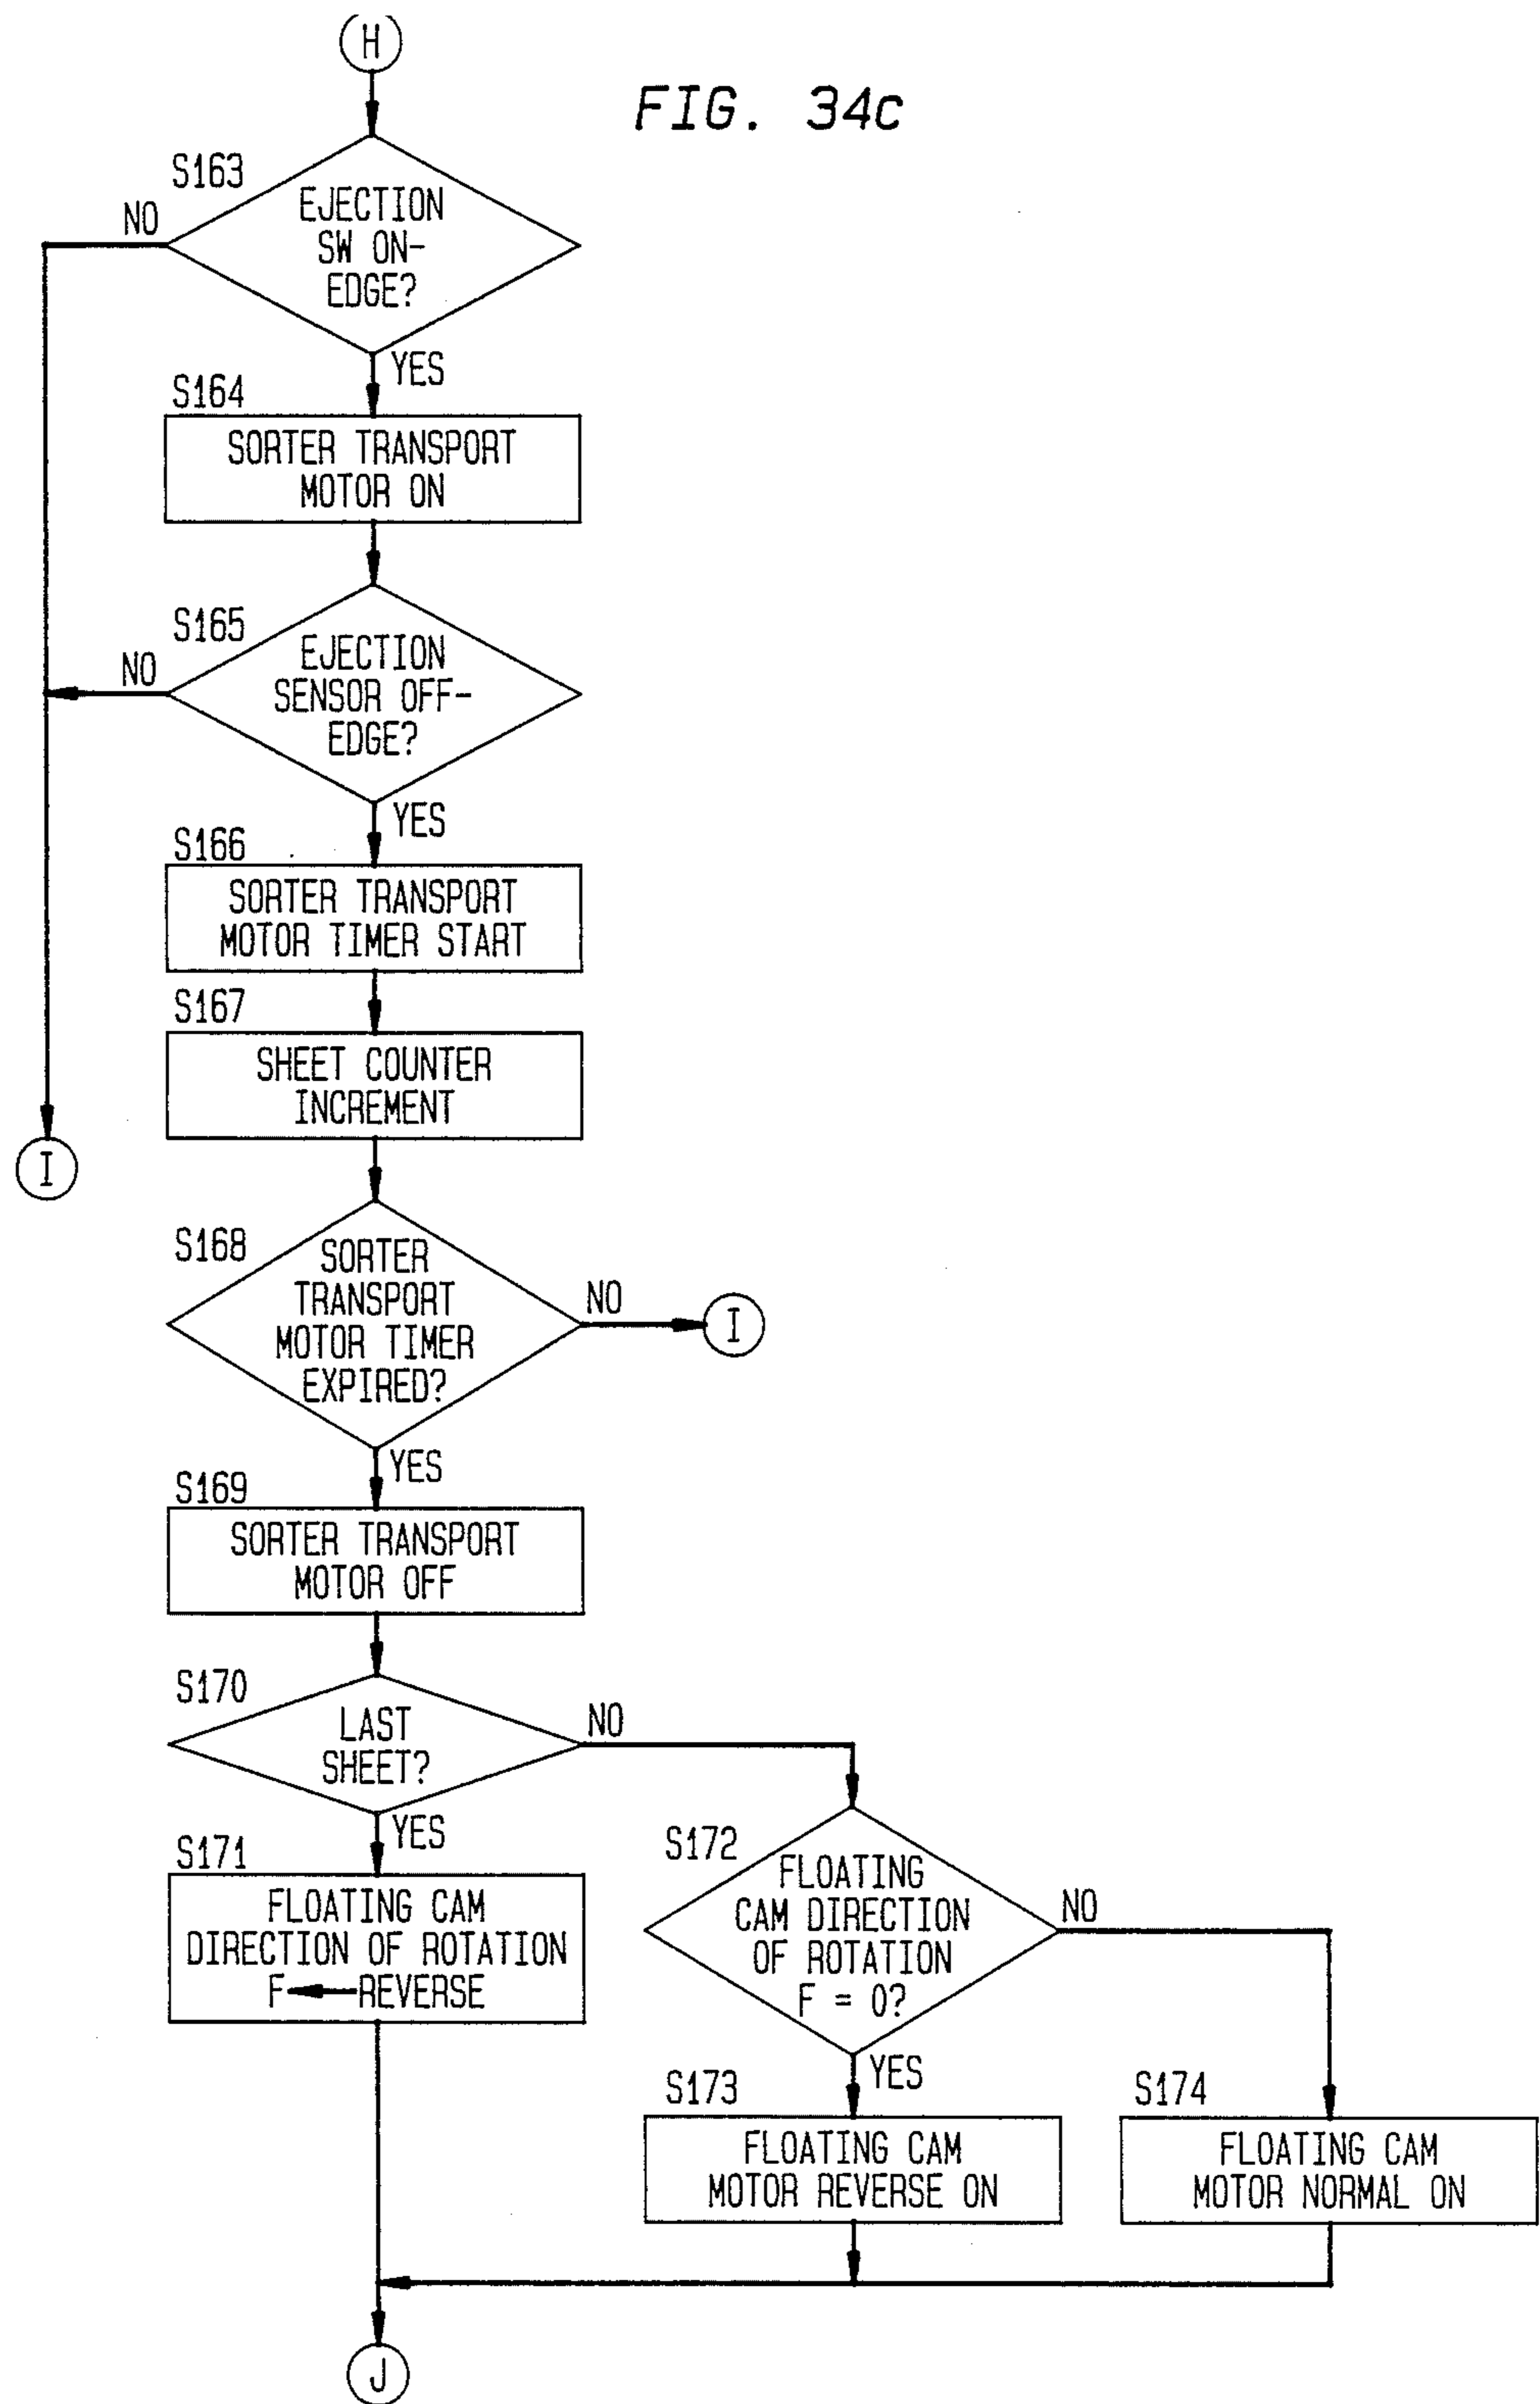 H
FIG. 34c
S163
EJECTION
SW ON-
EDGE?
NO
YES
S164
SORTER TRANSPORT
MOTOR ON
S165
EJECTION
SENSOR OFF-
EDGE?
NO
YES
S166
SORTER TRANSPORT
MOTOR TIMER START
S167
SHEET COUNTER
INCREMENT
I
S168
SORTER
TRANSPORT
MOTOR TIMER
EXPIRED?
NO
I
YES
S169
SORTER TRANSPORT
MOTOR OFF
S170
LAST
SHEET?
NO
YES
S171
FLOATING CAM
DIRECTION OF ROTATION
F←REVERSE
S172
FLOATING
CAM DIRECTION
OF ROTATION
F = 0?
NO
YES
S173
FLOATING CAM
MOTOR REVERSE ON
S174
FLOATING CAM
MOTOR NORMAL ON
J